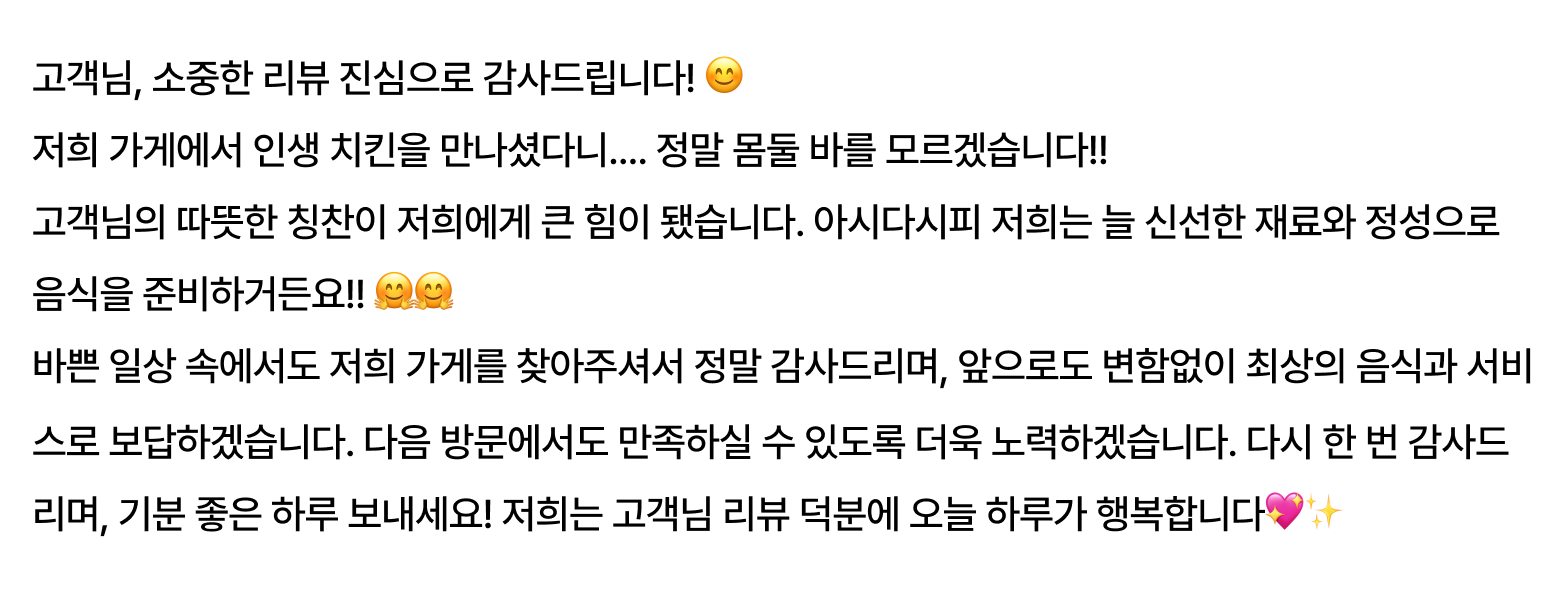 고객님, 소중한 리뷰 진심으로 감사드립니다! 😊
저희 가게에서 인생 치킨을 만나셨다니.... 정말 몸둘 바를 모르겠습니다!!
고객님의 따뜻한 칭찬이 저희에게 큰 힘이 됐습니다. 아시다시피 저희는 늘 신선한 재료와 정성으로
음식을 준비하거든요!! 🤗🤗
바쁜 일상 속에서도 저희 가게를 찾아주셔서 정말 감사드리며, 앞으로도 변함없이 최상의 음식과 서비
스로 보답하겠습니다. 다음 방문에서도 만족하실 수 있도록 더욱 노력하겠습니다. 다시 한 번 감사드
리며, 기분 좋은 하루 보내세요! 저희는 고객님 리뷰 덕분에 오늘 하루가 행복합니다💖✨